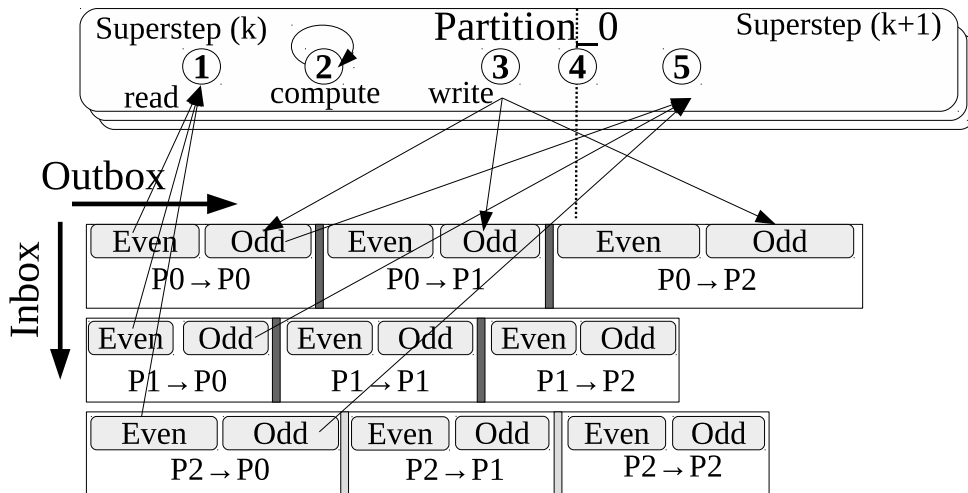 Superstep (k) Partition_0 Superstep (k+1)
1 2 3 4 5
read compute write
Outbox
Inbox
Even Odd Even Odd Even Odd
P0→P0 P0→P1 P0→P2
Even Odd Even Odd Even Odd
P1→P0 P1→P1 P1→P2
Even Odd Even Odd Even Odd
P2→P0 P2→P1 P2→P2